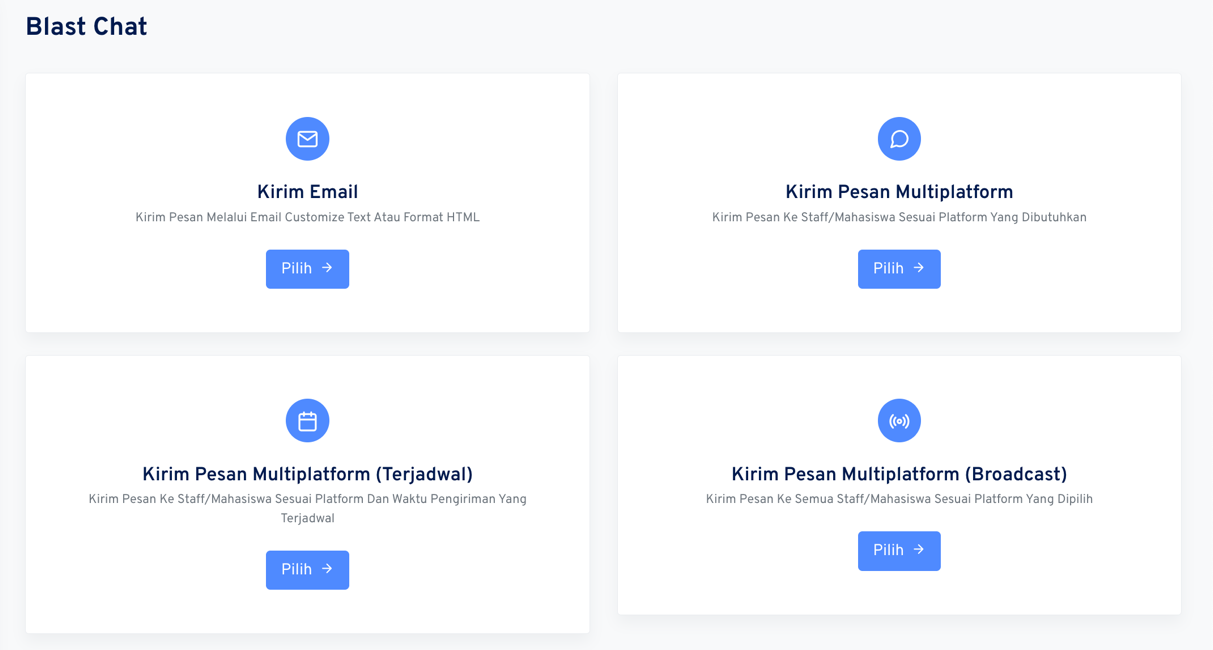 Blast Chat
Kirim Email
Kirim Pesan Melalui Email Customize Text Atau Format HTML
Pilih
Kirim Pesan Multiplatform
Kirim Pesan Ke Staff/Mahasiswa Sesuai Platform Yang Dibutuhkan
Pilih
Kirim Pesan Multiplatform (Terjadwal)
Kirim Pesan Ke Staff/Mahasiswa Sesuai Platform Dan Waktu Pengiriman Yang
Terjadwal
Pilih
Kirim Pesan Multiplatform (Broadcast)
Kirim Pesan Ke Semua Staff/Mahasiswa Sesuai Platform Yang Dipilih
Pilih